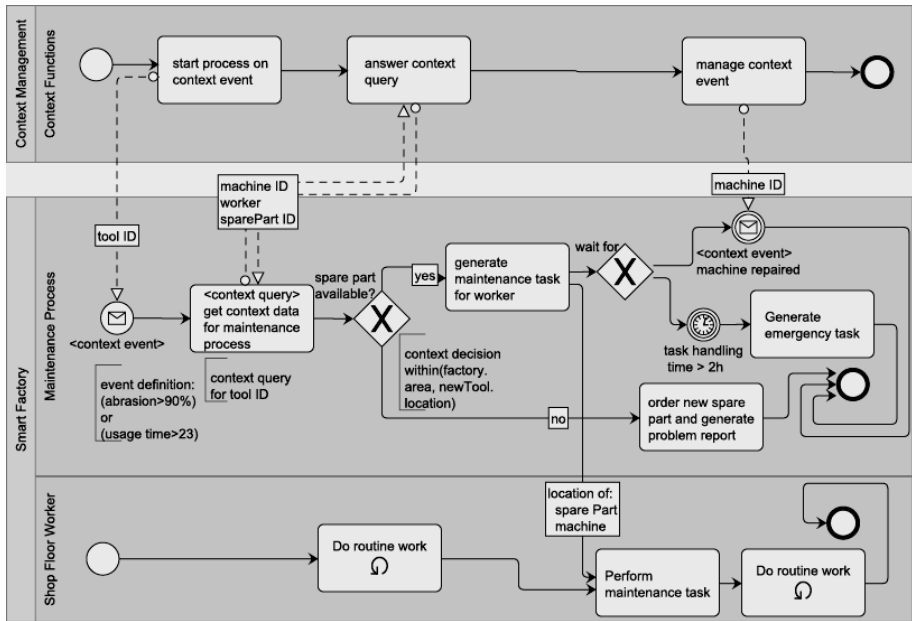 Context Management
Context Functions
start process on
context event
answer context
query
manage context
event
machine ID
worker
sparePart ID
machine ID
tool ID
Smart Factory
Maintenance Process
<context event>
event definition:
(abrasion>90%)
or
(usage time>23)
<context query>
get context data
for maintenance
process
context query
for tool ID
spare part
available?
X
yes
generate
maintenance task
for worker
context decision
within(factory.
area, newTool.
location)
no
wait for
X
<context event>
machine repaired
task handling
time > 2h
Generate
emergency task
order new spare
part and generate
problem report
Shop Floor Worker
location of:
spare Part
machine
Do routine work
Perform
maintenance task
Do routine work